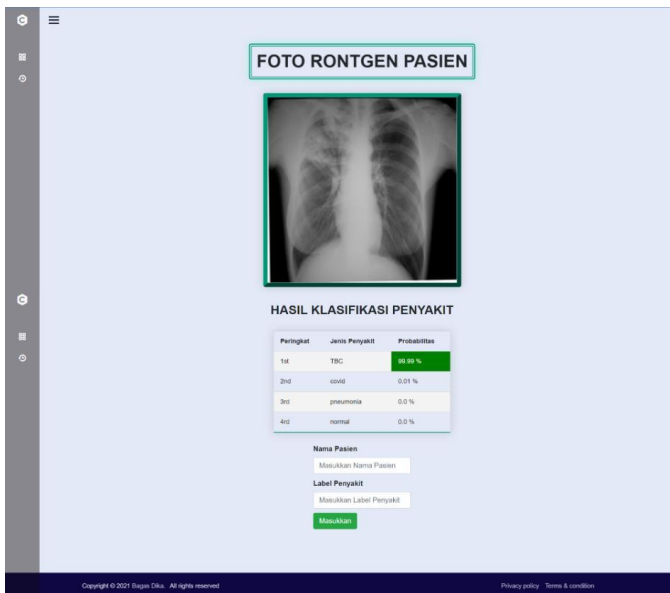 FOTO RONTGEN PASIEN
HASIL KLASIFIKASI PENYAKIT
Peringkat Jenis Penyakit Probabilitas
1st TBC 99.99 %
2nd covid 0.01 %
3rd pneumonia 0.0 %
4rd normal 0.0 %
Nama Pasien
Masukkan Nama Pasien
Label Penyakit
Masukkan Label Penyakit
Masukkan
Copyright © 2021 Bagas Dika. All rights reserved Privacy policy Terms & condition